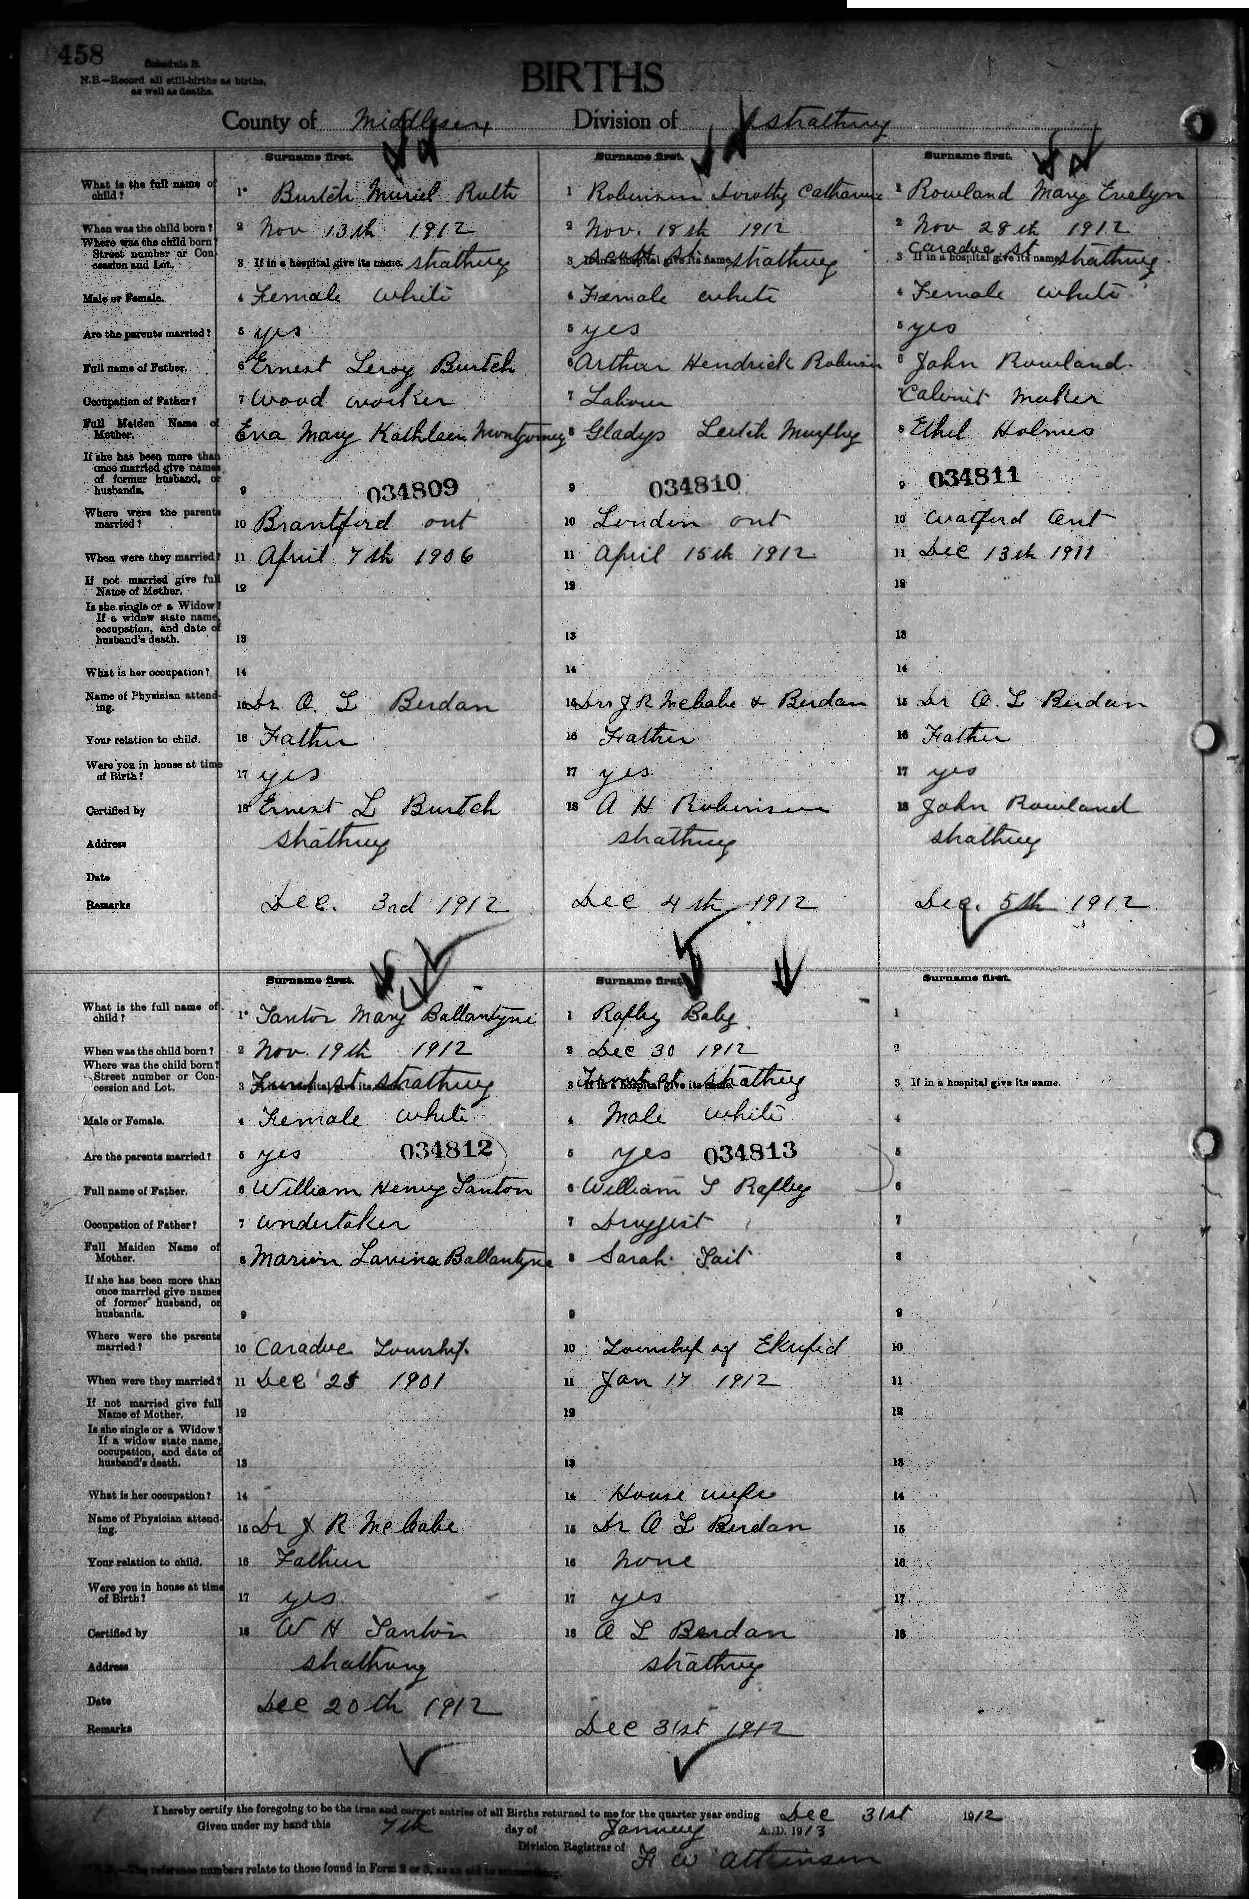 458
Schedule B.
N.B.—Record all still-births as births,
as well as deaths.
BIRTHS
County of Middlesex Division of Strathroy
Surname first. Surname first. Surname first.
What is the full name of child? 1 Burtch Muriel Ruth 1 Robinson Dorothy Catharine 1 Rowland Mary Evelyn
When was the child born? 2 Nov 13th 1912 2 Nov. 18th 1912 2 Nov 28th 1912
Where was the child born? Street number or Concession and Lot. 3 If in a hospital give its name. Strathroy 3 If in a hospital give its name. St Strathroy 3 If in a hospital give its name. Caradoc St Strathroy
Male or Female. 4 Female White 4 Female White 4 Female White
Are the parents married? 5 yes 5 yes 5 yes
Full name of Father. 6 Ernest Leroy Burtch 6 Arthur Hendrick Robinson 6 John Rowland
Occupation of Father? 7 Wood Worker 7 Labour 7 Cabinit Maker
Full Maiden Name of Mother. Eva Mary Kathleen Montgomey 8 Gladys Leitch Murphy 8 Ethel Holmes
If she has been more than once married give names of former husband, or husbands. 9 034809 9 034810 9 034811
Where were the parents married? 10 Brantford Ont 10 London Ont 10 Watford Ont
When were they married? 11 April 7th 1906 11 April 15th 1912 11 Dec 13th 1911
If not married give full Name of Mother. 12 12 12
Is she single or a Widow? If a widow state name, occupation, and date of husband's death. 13 13 13
What is her occupation? 14 14 14
Name of Physician attending. 15 Dr O. L Berdan 15 Drs J R McCabe & Berdan 15 Dr O. L Berdan
Your relation to child. 16 Father 16 Father 16 Father
Were you in house at time of Birth? 17 yes 17 yes 17 yes
Certified by 18 Ernest L Burtch 18 A H Robinson 18 John Rowland
Address Strathroy Strathroy Strathroy
Date
Remarks Dec. 3rd 1912 Dec 4th 1912 Dec. 5th 1912
Surname first. Surname first. Surname first.
What is the full name of child? 1 Santon Mary Ballantyne 1 Rapley Baby 1
When was the child born? 2 Nov. 19th 1912 2 Dec 30 1912 2
Where was the child born? Street number or Concession and Lot. 3 Front St Strathroy 3 If in a hospital give its name. Front St Strathroy 3 If in a hospital give its name.
Male or Female. 4 Female White 4 Male White 4
Are the parents married? 5 yes 034812 5 yes 034813 5
Full name of Father. 6 William Henry Santon 6 William S Rapley 6
Occupation of Father? 7 Undertaker 7 Druggist 7
Full Maiden Name of Mother. 8 Marion Lavina Ballantyne 8 Sarah Tait 8
If she has been more than once married give names of former husband, or husbands. 9 9 9
Where were the parents married? 10 Caradoc Township 10 Township of Ekfrid 10
When were they married? 11 Dec 25 1901 11 Jan 17 1912 11
If not married give full Name of Mother. 12 12 12
Is she single or a Widow? If a widow state name, occupation, and date of husband's death. 13 13 13
What is her occupation? 14 14 House wife 14
Name of Physician attending. 15 Dr J R McCabe 15 Dr O L Berdan 15
Your relation to child. 16 Father 16 None 16
Were you in house at time of Birth? 17 yes 17 yes 17
Certified by 18 W H Santon 18 O L Berdan 18
Address Strathroy Strathroy
Date Dec 20th 1912
Remarks Dec 31st 1912
I hereby certify the foregoing to be the true and correct entries of all Births returned to me for the quarter year ending Dec 31st 1912
Given under my hand this 7th day of January A.D. 1913
Division Registrar of F W Atkinson
N.B.—The reference numbers relate to those found in Form 2 or 3, as an aid to